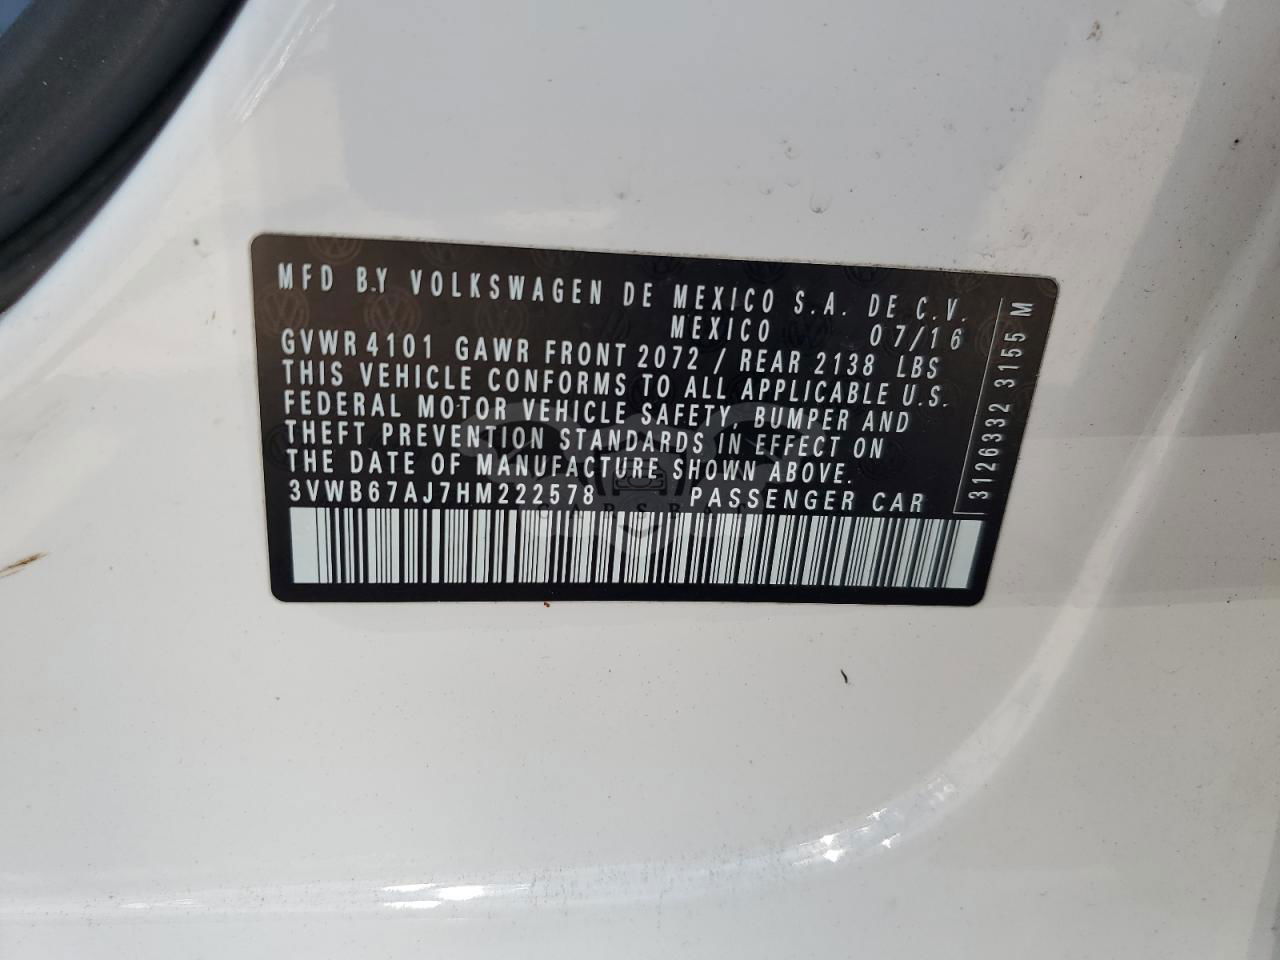 MFD BY VOLKSWAGEN DE MEXICO S.A. DE C.V.
MEXICO 07/16
GVWR 4101 GAWR FRONT 2072 / REAR 2138 LBS
THIS VEHICLE CONFORMS TO ALL APPLICABLE U.S.
FEDERAL MOTOR VEHICLE SAFETY, BUMPER AND
THEFT PREVENTION STANDARDS IN EFFECT ON
THE DATE OF MANUFACTURE SHOWN ABOVE.
3VWB67AJ7HM222578 PASSENGER CAR
3126332 3155 M